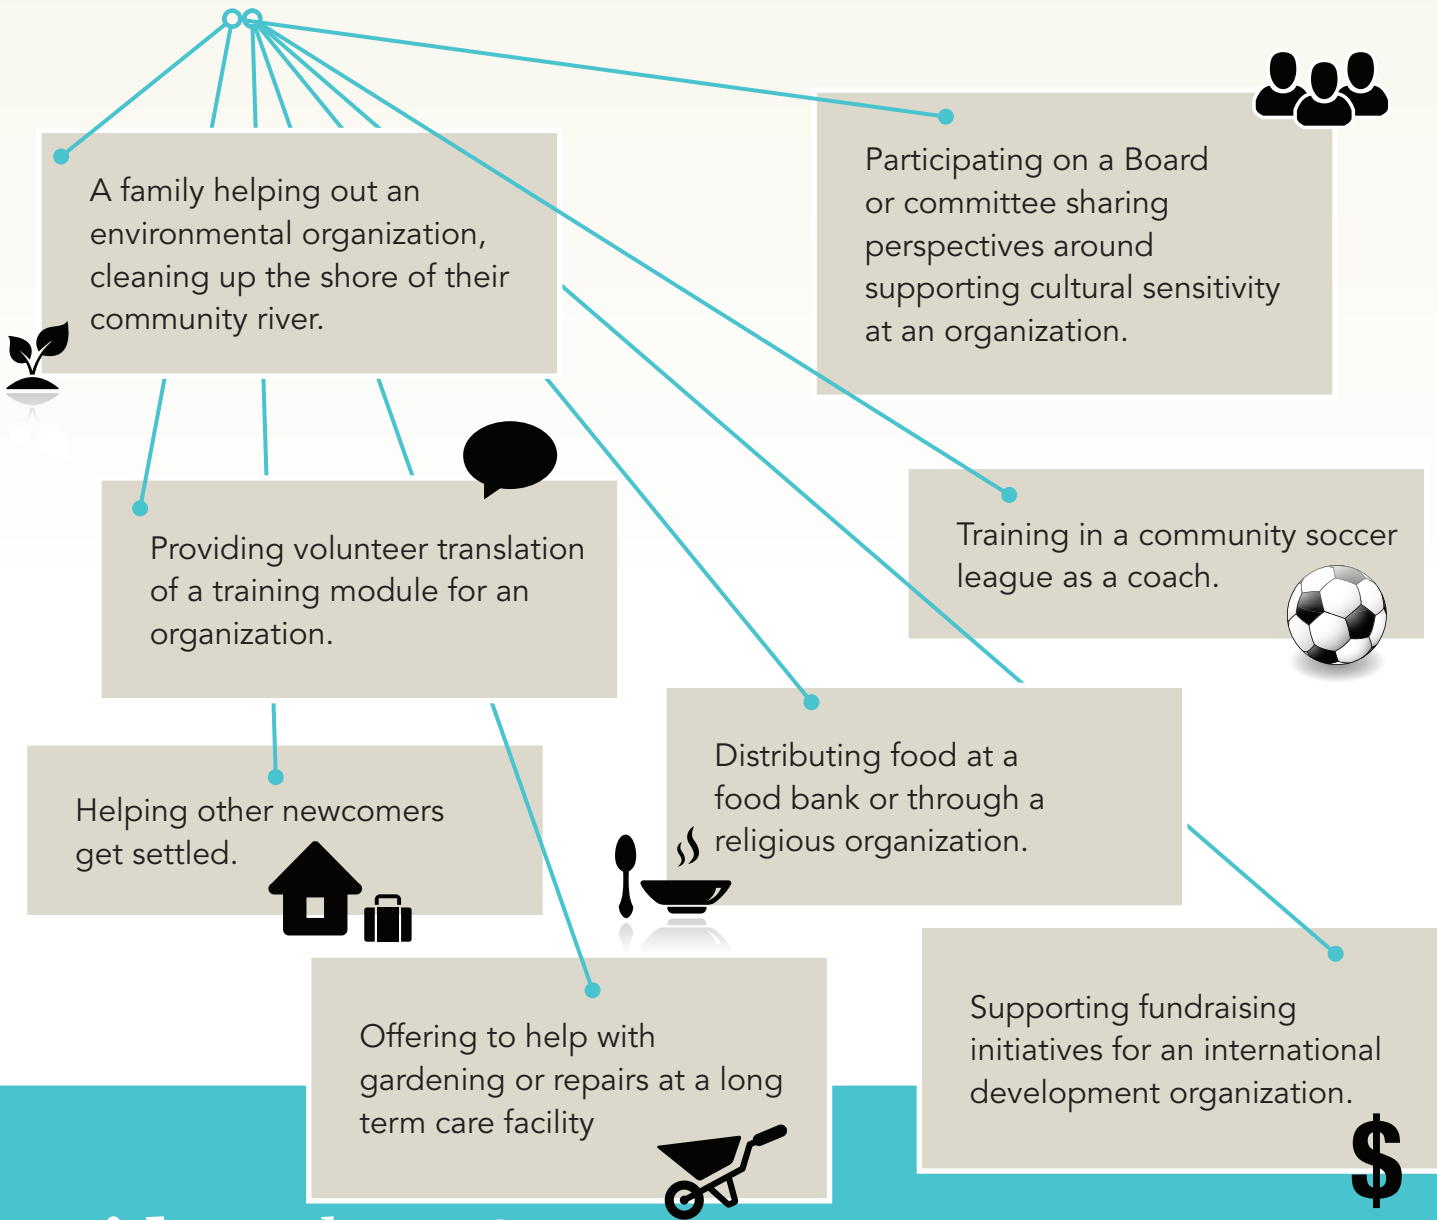 A family helping out an
environmental organization,
cleaning up the shore of their
community river.
Participating on a Board
or committee sharing
perspectives around
supporting cultural sensitivity
at an organization.
Providing volunteer translation
of a training module for an
organization.
Training in a community soccer
league as a coach.
Helping other newcomers
get settled.
Distributing food at a
food bank or through a
religious organization.
Offering to help with
gardening or repairs at a long
term care facility
Supporting fundraising
initiatives for an international
development organization.
$